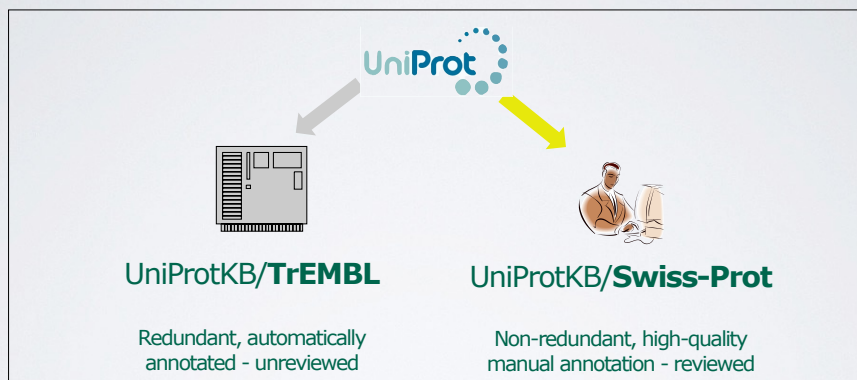 UniProt
UniProtKB/TrEMBL
UniProtKB/Swiss-Prot
Redundant, automatically
annotated - unreviewed
Non-redundant, high-quality
manual annotation - reviewed